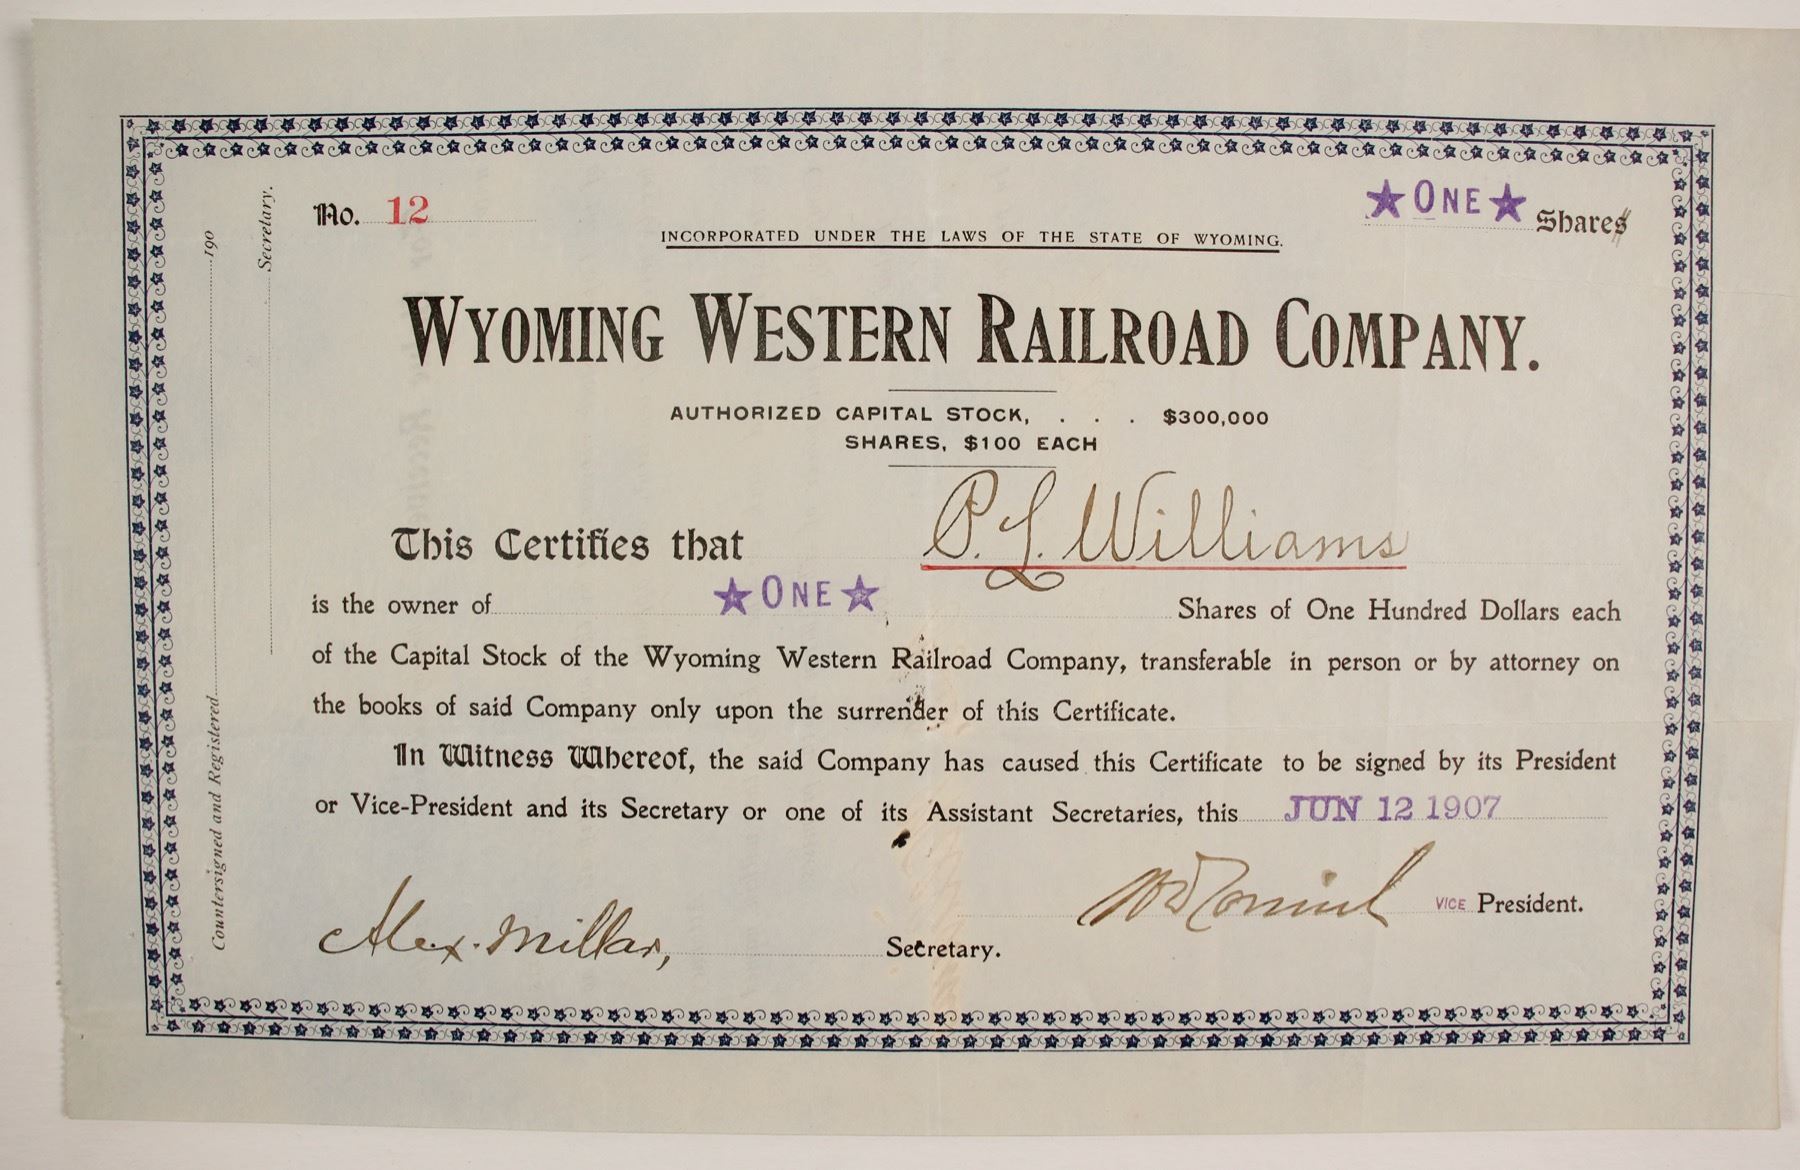 No. 12
★ ONE ★ Shares
INCORPORATED UNDER THE LAWS OF THE STATE OF WYOMING.
WYOMING WESTERN RAILROAD COMPANY.
AUTHORIZED CAPITAL STOCK, . . . $300,000
SHARES, $100 EACH
This Certifies that P. L. Williams
is the owner of ★ ONE ★ Shares of One Hundred Dollars each
of the Capital Stock of the Wyoming Western Railroad Company, transferable in person or by attorney on
the books of said Company only upon the surrender of this Certificate.
In Witness Whereof, the said Company has caused this Certificate to be signed by its President
or Vice-President and its Secretary or one of its Assistant Secretaries, this JUN 12 1907
VICE President.
Alex. Millar, Secretary.
Countersigned and Registered 190
Secretary.